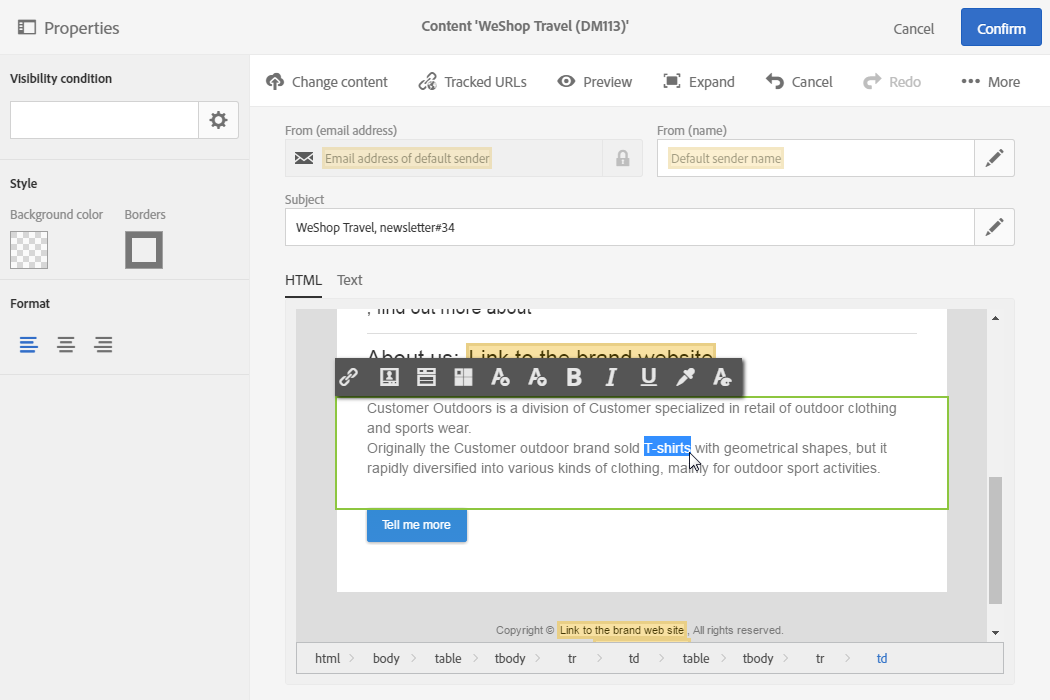 Properties
Content 'WeShop Travel (DM113)'
Cancel
Confirm
Visibility condition
Style
Background color
Borders
Format
Change content
Tracked URLs
Preview
Expand
Cancel
Redo
More
From (email address)
Email address of default sender
From (name)
Default sender name
Subject
WeShop Travel, newsletter#34
HTML
Text
, find out more about
About us: Link to the brand website
B I U
Customer Outdoors is a division of Customer specialized in retail of outdoor clothing
and sports wear.
Originally the Customer outdoor brand sold T-shirts with geometrical shapes, but it
rapidly diversified into various kinds of clothing, mainly for outdoor sport activities.
Tell me more
Copyright © Link to the brand web site , All rights reserved.
html body table tbody tr td table tbody tr td